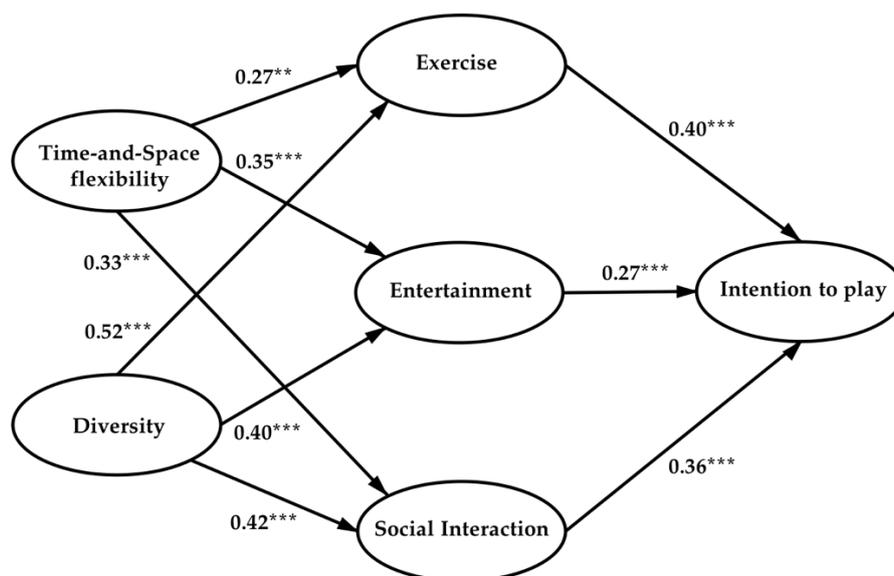 Exercise
0.27**
0.40***
Time-and-Space
flexibility
0.35***
0.33***
Entertainment
0.27***
Intention to play
0.52***
Diversity
0.40***
0.36***
0.42***
Social Interaction